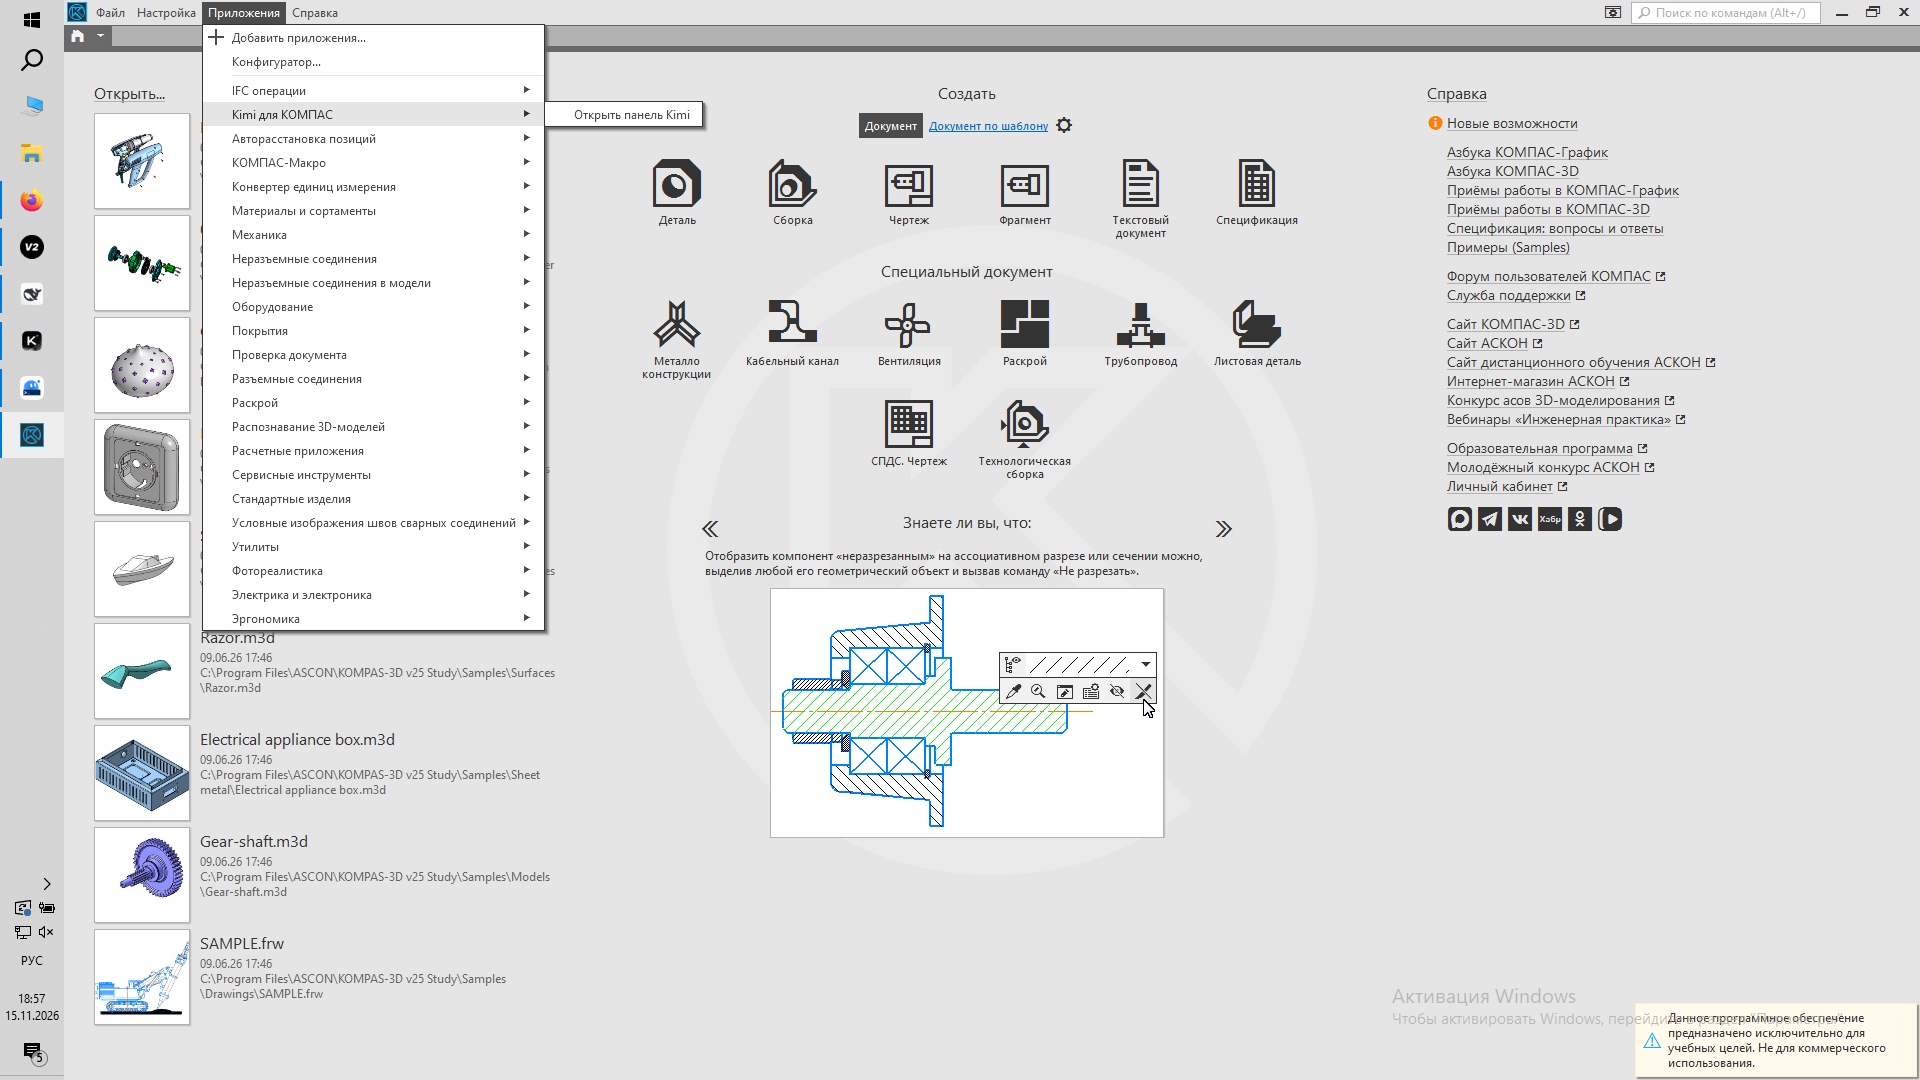 Файл Настройка Приложения Справка
Поиск по командам (Alt+/)
Добавить приложения...
Конфигуратор...
IFC операции
Kimi для КОМПАС
Открыть панель Kimi
Авторасстановка позиций
КОМПАС-Макро
Конвертер единиц измерения
Материалы и сортаменты
Механика
Неразъемные соединения
Неразъемные соединения в модели
Оборудование
Покрытия
Проверка документа
Разъемные соединения
Раскрой
Распознавание 3D-моделей
Расчетные приложения
Сервисные инструменты
Стандартные изделия
Условные изображения швов сварных соединений
Утилиты
Фотореалистика
Электрика и электроника
Эргономика
Открыть...
Razor.m3d
09.06.26 17:46
C:\Program Files\ASCON\KOMPAS-3D v25 Study\Samples\Surfaces
\Razor.m3d
Electrical appliance box.m3d
09.06.26 17:46
C:\Program Files\ASCON\KOMPAS-3D v25 Study\Samples\Sheet
metal\Electrical appliance box.m3d
Gear-shaft.m3d
09.06.26 17:46
C:\Program Files\ASCON\KOMPAS-3D v25 Study\Samples\Models
\Gear-shaft.m3d
SAMPLE.frw
09.06.26 17:46
C:\Program Files\ASCON\KOMPAS-3D v25 Study\Samples
\Drawings\SAMPLE.frw
Создать
Документ Документ по шаблону
Деталь Сборка Чертеж Фрагмент Текстовый Спецификация
документ
Специальный документ
Металло Кабельный канал Вентиляция Раскрой Трубопровод Листовая деталь
конструкции
СПДС. Чертеж Технологическая
сборка
Знаете ли вы, что:
Отобразить компонент «неразрезанным» на ассоциативном разрезе или сечении можно,
выделив любой его геометрический объект и вызвав команду «Не разрезать».
Справка
Новые возможности
Азбука КОМПАС-График
Азбука КОМПАС-3D
Приёмы работы в КОМПАС-График
Приёмы работы в КОМПАС-3D
Спецификация: вопросы и ответы
Примеры (Samples)
Форум пользователей КОМПАС
Служба поддержки
Сайт КОМПАС-3D
Сайт АСКОН
Сайт дистанционного обучения АСКОН
Интернет-магазин АСКОН
Конкурс асов 3D-моделирования
Вебинары «Инженерная практика»
Образовательная программа
Молодёжный конкурс АСКОН
Личный кабинет
Хабр
V2
K
РУС
18:57
15.11.2026
5
Активация Windows
Чтобы активировать Windows, перейдите в раздел "Параметры".
Данное программное обеспечение
предназначено исключительно для
учебных целей. Не для коммерческого
использования.